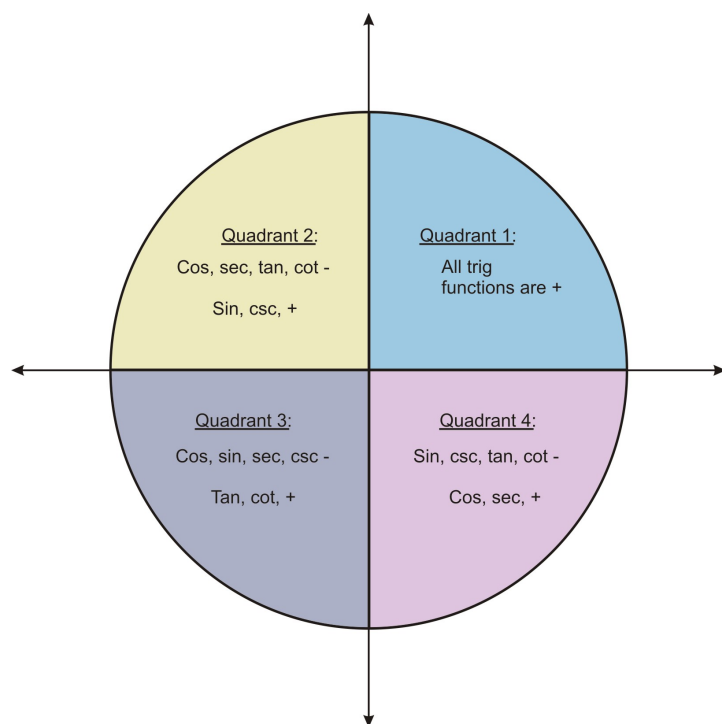 Quadrant 2:
Cos, sec, tan, cot -
Sin, csc, +
Quadrant 1:
All trig
functions are +
Quadrant 3:
Cos, sin, sec, csc -
Tan, cot, +
Quadrant 4:
Sin, csc, tan, cot -
Cos, sec, +